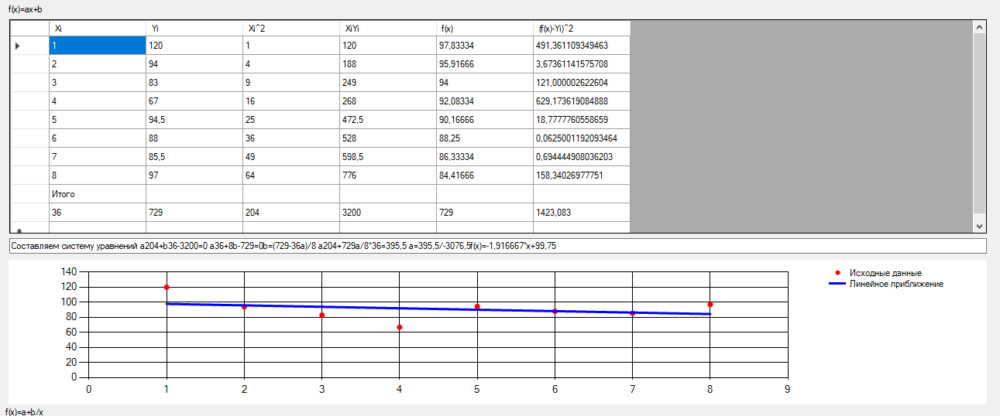 f(x)=ax+b
Xi Yi Xi^2 XiYi f(x) (f(x)-Yi)^2
1 120 1 120 97,83334 491,361109349463
2 94 4 188 95,91666 3,67361141575708
3 83 9 249 94 121,000002622604
4 67 16 268 92,08334 629,173619084888
5 94,5 25 472,5 90,16666 18,7777760558659
6 88 36 528 88,25 0,0625001192093464
7 85,5 49 598,5 86,33334 0,694444908036203
8 97 64 776 84,41666 158,34026977751
Итого
36 729 204 3200 729 1423,083
Составляем систему уравнений a204+b36-3200=0 a36+8b-729=0b=(729-36a)/8 a204+729a/8*36=395,5 a=395,5/-3076,5f(x)=-1,916667*x+99,75
140
120
100
80
60
40
20
0
0 1 2 3 4 5 6 7 8 9
Исходные данные
Линейное приближение
f(x)=a+b/x